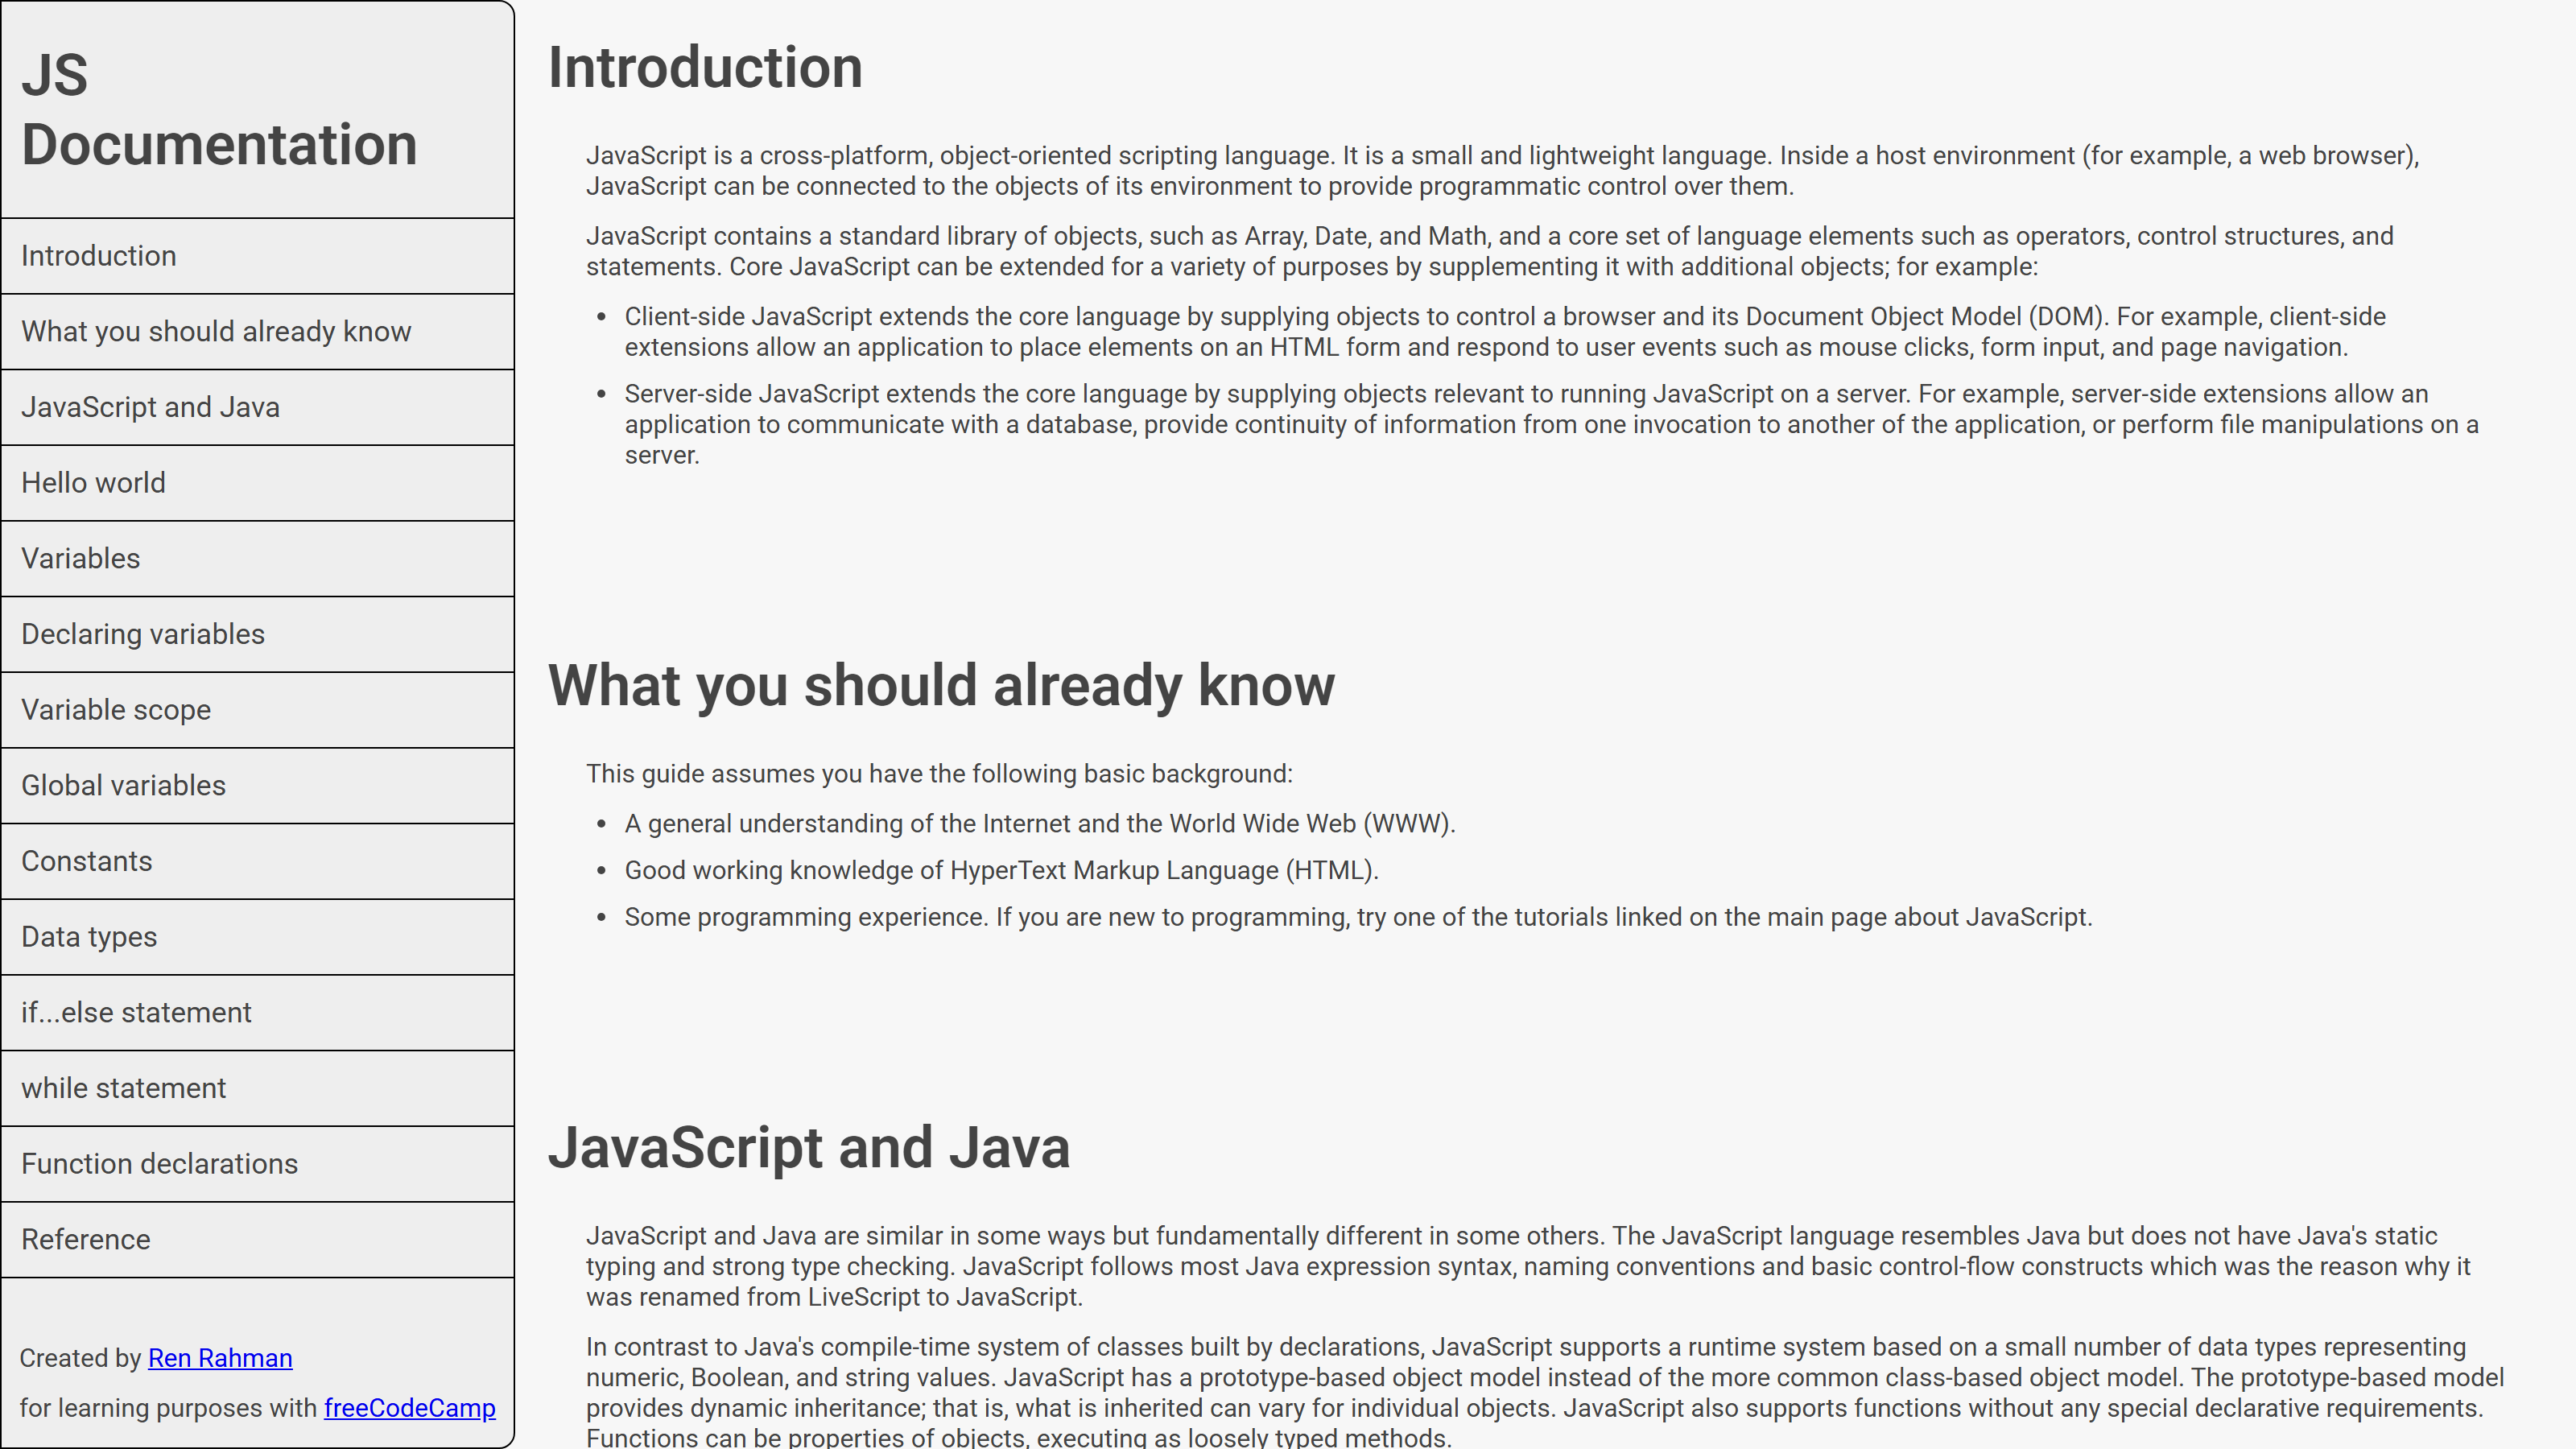 JS
Documentation
Introduction
What you should already know
JavaScript and Java
Hello world
Variables
Declaring variables
Variable scope
Global variables
Constants
Data types
if...else statement
while statement
Function declarations
Reference
Created by Ren Rahman
for learning purposes with freeCodeCamp
Introduction
JavaScript is a cross-platform, object-oriented scripting language. It is a small and lightweight language. Inside a host environment (for example, a web browser),
JavaScript can be connected to the objects of its environment to provide programmatic control over them.
JavaScript contains a standard library of objects, such as Array, Date, and Math, and a core set of language elements such as operators, control structures, and
statements. Core JavaScript can be extended for a variety of purposes by supplementing it with additional objects; for example:
• Client-side JavaScript extends the core language by supplying objects to control a browser and its Document Object Model (DOM). For example, client-side
extensions allow an application to place elements on an HTML form and respond to user events such as mouse clicks, form input, and page navigation.
• Server-side JavaScript extends the core language by supplying objects relevant to running JavaScript on a server. For example, server-side extensions allow an
application to communicate with a database, provide continuity of information from one invocation to another of the application, or perform file manipulations on a
server.
What you should already know
This guide assumes you have the following basic background:
• A general understanding of the Internet and the World Wide Web (WWW).
• Good working knowledge of HyperText Markup Language (HTML).
• Some programming experience. If you are new to programming, try one of the tutorials linked on the main page about JavaScript.
JavaScript and Java
JavaScript and Java are similar in some ways but fundamentally different in some others. The JavaScript language resembles Java but does not have Java's static
typing and strong type checking. JavaScript follows most Java expression syntax, naming conventions and basic control-flow constructs which was the reason why it
was renamed from LiveScript to JavaScript.
In contrast to Java's compile-time system of classes built by declarations, JavaScript supports a runtime system based on a small number of data types representing
numeric, Boolean, and string values. JavaScript has a prototype-based object model instead of the more common class-based object model. The prototype-based model
provides dynamic inheritance; that is, what is inherited can vary for individual objects. JavaScript also supports functions without any special declarative requirements.
Functions can be properties of objects, executing as loosely typed methods.